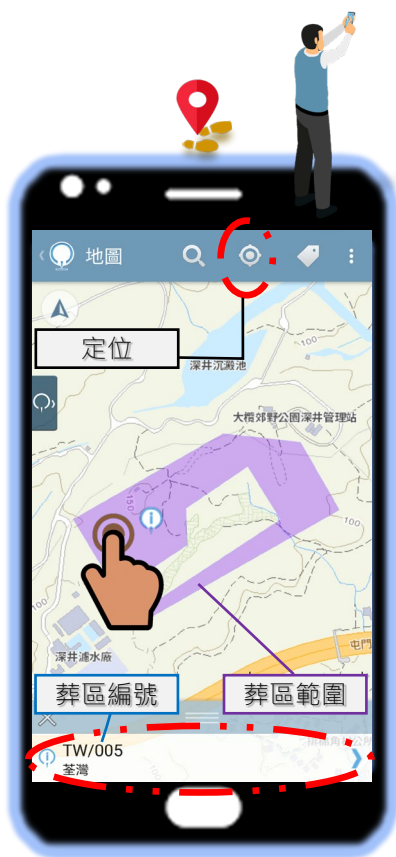 地圖
定位
100
深井沉澱池
大欖郊野公園深井管理站
150
100
100
屯門
深井濾水廠
葬區編號
葬區範圍
TW/005
荃灣